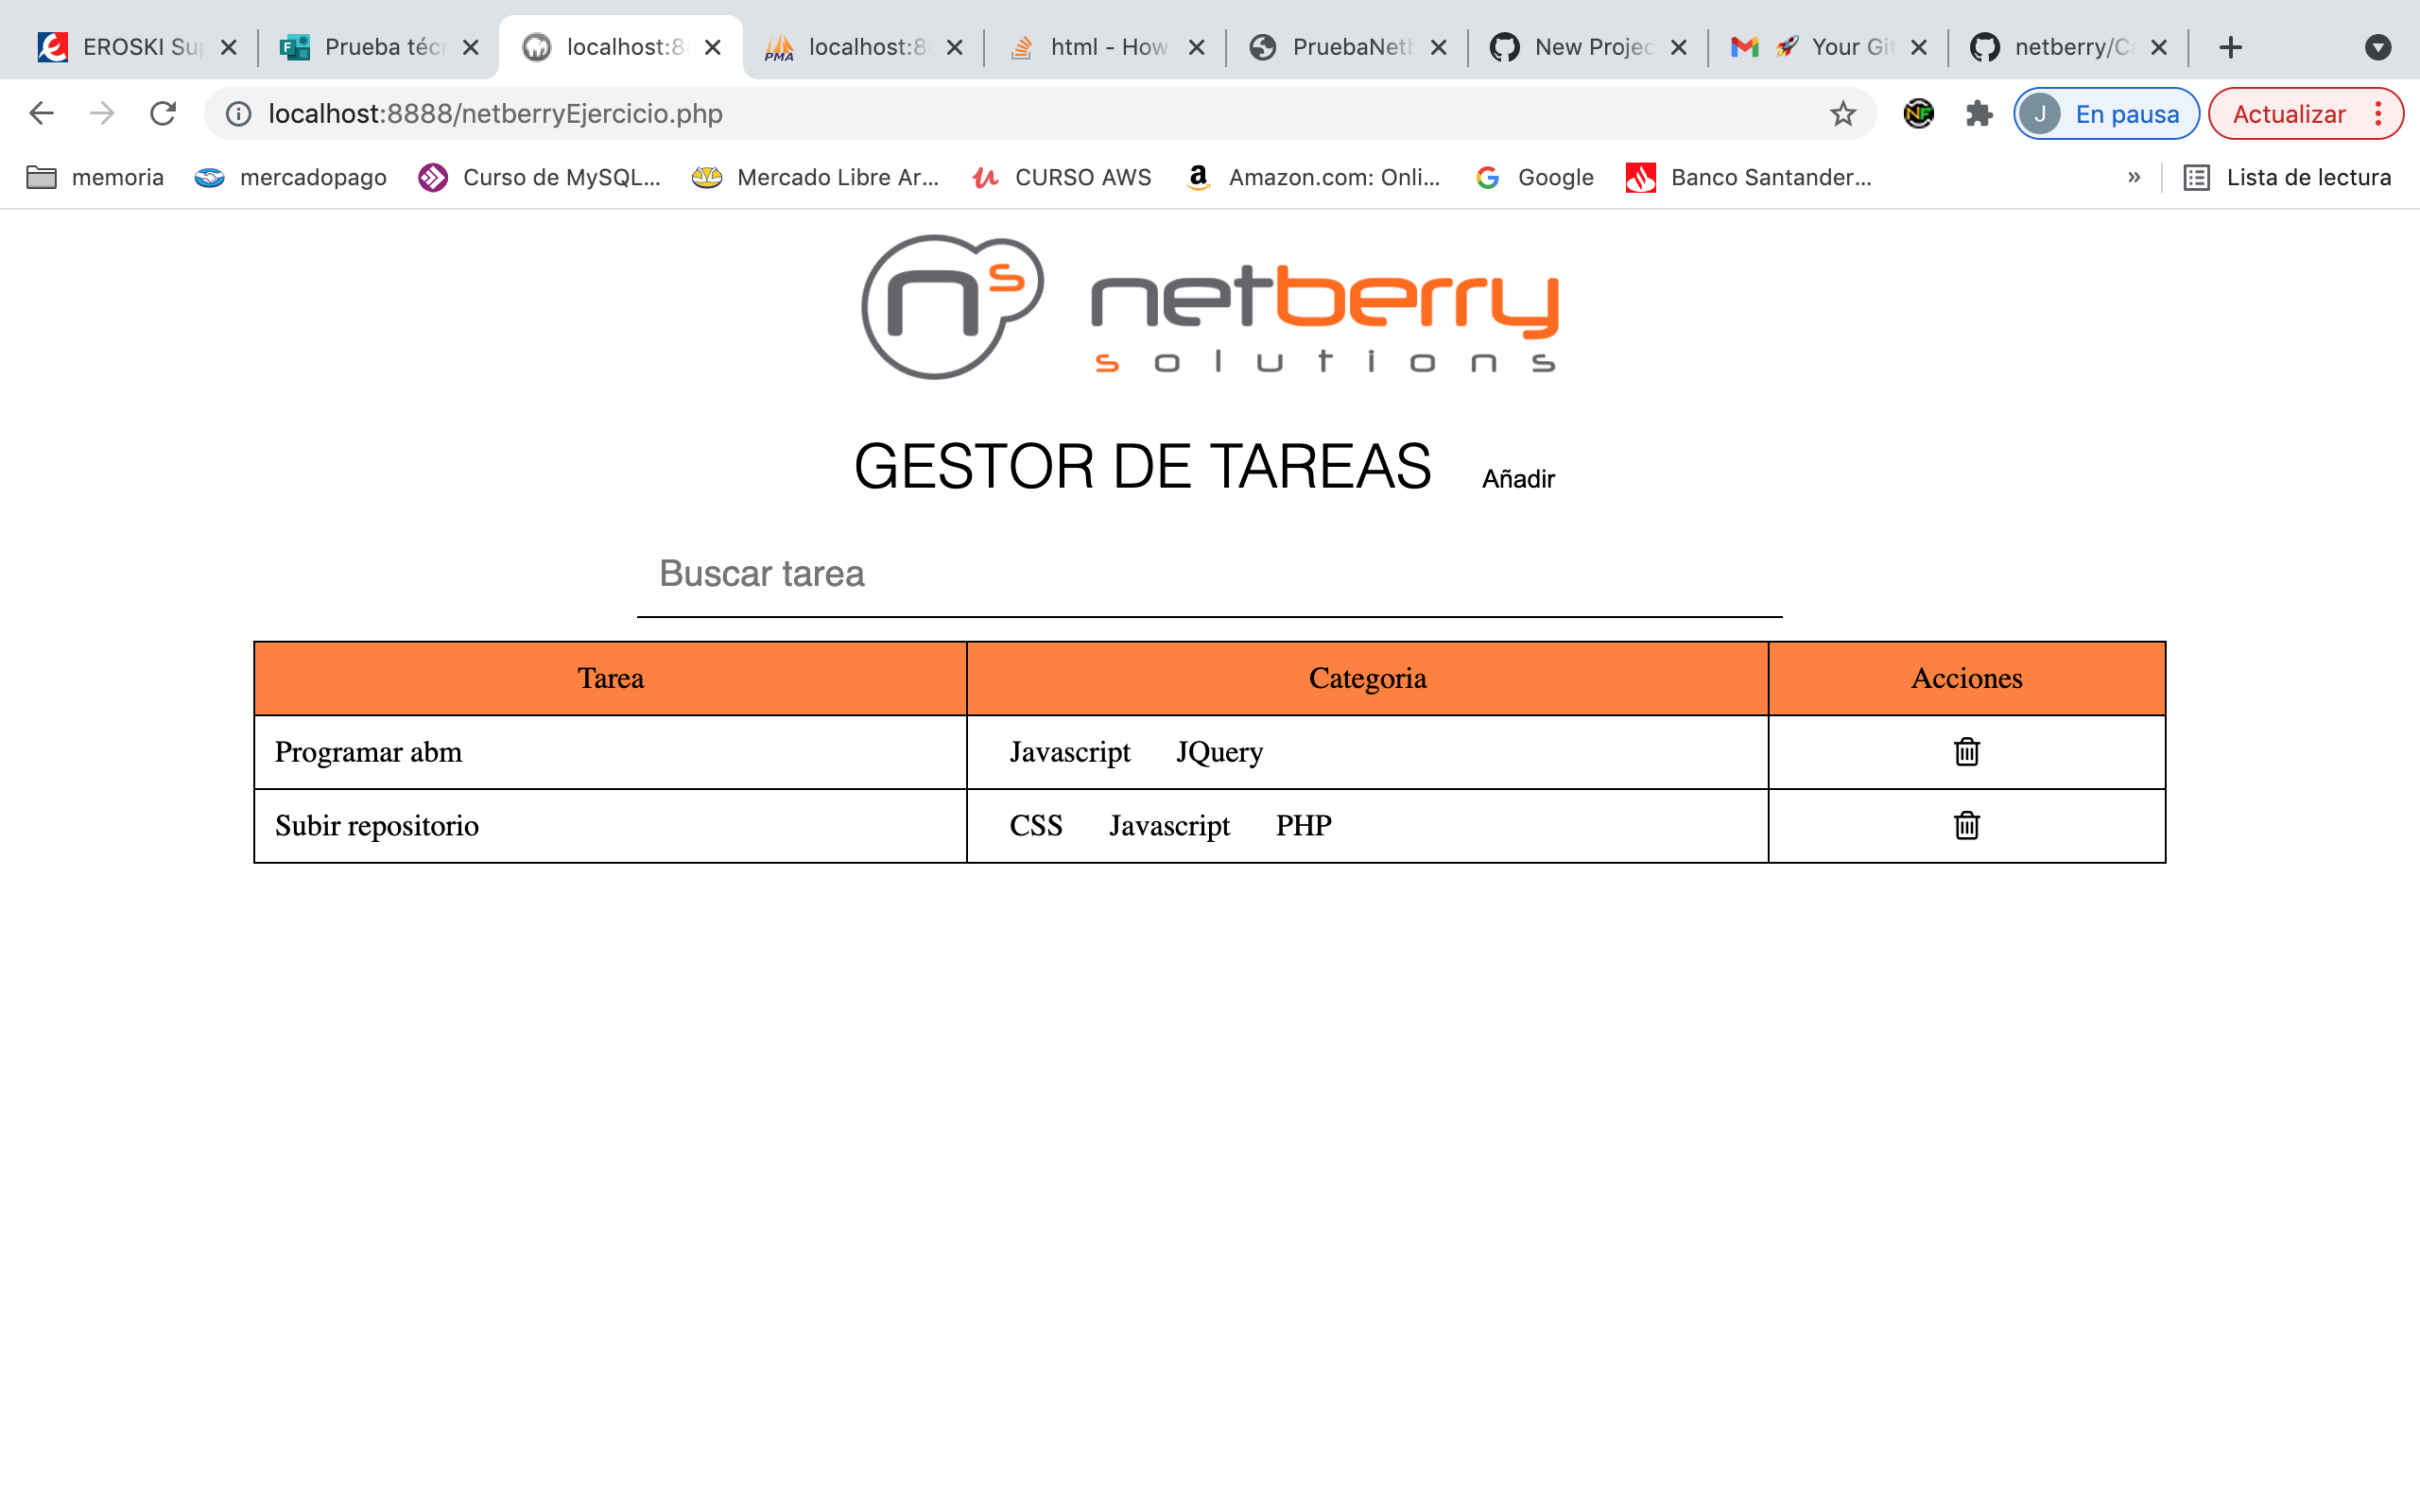 EROSKI Su
Prueba téc
localhost:8
localhost:8
html - How
PruebaNet
New Projec
Your Git
netberry/C
localhost:8888/netberryEjercicio.php
J
En pausa
Actualizar
memoria
mercadopago
Curso de MySQL...
Mercado Libre Ar...
CURSO AWS
Amazon.com: Onli...
Google
Banco Santander...
»
Lista de lectura
ns netberry
solutions
GESTOR DE TAREAS Añadir
Buscar tarea
Tarea Categoria Acciones
Programar abm Javascript JQuery
Subir repositorio CSS Javascript PHP